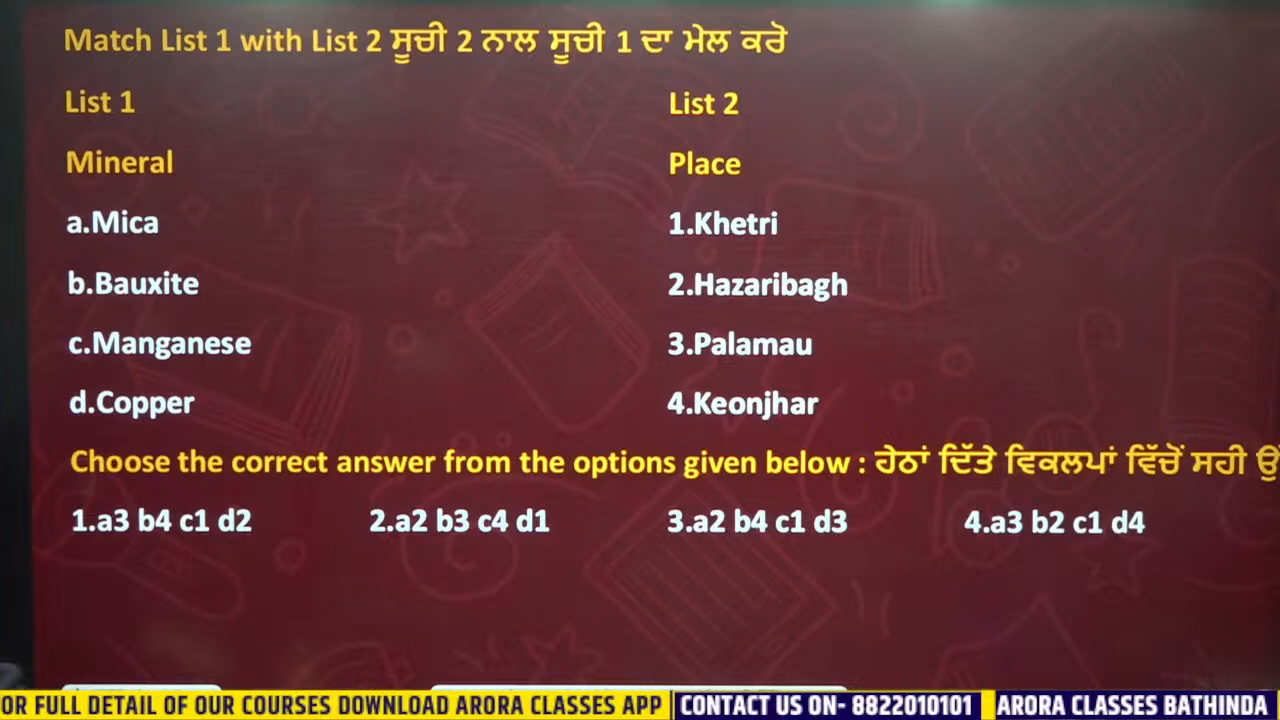 Match List 1 with List 2 ਸੂਚੀ 2 ਨਾਲ ਸੂਚੀ 1 ਦਾ ਮੇਲ ਕਰੋ
List 1 List 2
Mineral Place
a.Mica 1.Khetri
b.Bauxite 2.Hazaribagh
c.Manganese 3.Palamau
d.Copper 4.Keonjhar
Choose the correct answer from the options given below : ਹੇਠਾਂ ਦਿੱਤੇ ਵਿਕਲਪਾਂ ਵਿੱਚੋਂ ਸਹੀ
1.a3 b4 c1 d2 2.a2 b3 c4 d1 3.a2 b4 c1 d3 4.a3 b2 c1 d4
OR FULL DETAIL OF OUR COURSES DOWNLOAD ARORA CLASSES APP CONTACT US ON- 8822010101 ARORA CLASSES BATHINDA